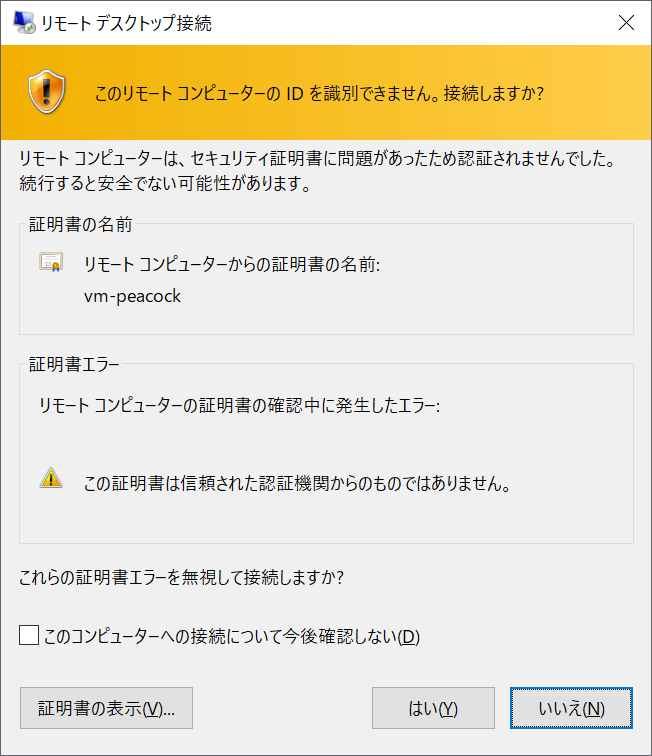 リモート デスクトップ接続
このリモート コンピューターの ID を識別できません。接続しますか?
リモート コンピューターは、セキュリティ証明書に問題があったため認証されませんでした。
続行すると安全でない可能性があります。
証明書の名前
リモート コンピューターからの証明書の名前:
vm-peacock
証明書エラー
リモート コンピューターの証明書の確認中に発生したエラー:
この証明書は信頼された認証機関からのものではありません。
これらの証明書エラーを無視して接続しますか?
このコンピューターへの接続について今後確認しない(D)
証明書の表示(V)... はい(Y) いいえ(N)